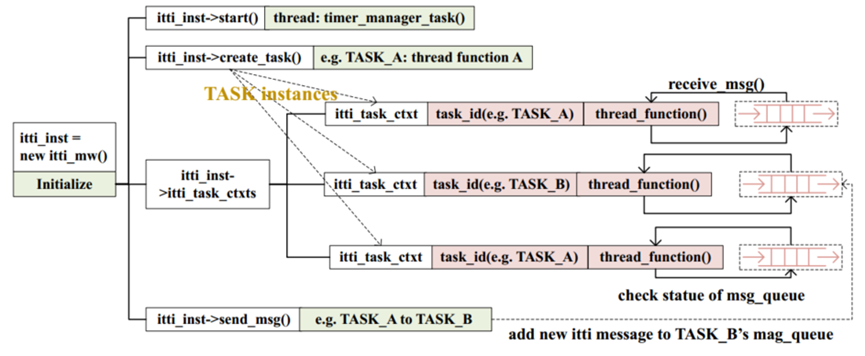 itti_inst->start() thread: timer_manager_task()
itti_inst->create_task() e.g. TASK_A: thread function A
TASK instances
receive_msg()
itti_task_ctxt task_id(e.g. TASK_A) thread_function()
itti_inst =
new itti_mw()
Initialize
itti_inst-
>itti_task_ctxts
itti_task_ctxt task_id(e.g. TASK_B) thread_function()
itti_task_ctxt task_id(e.g. TASK_A) thread_function()
check statue of msg_queue
itti_inst->send_msg() e.g. TASK_A to TASK_B
add new itti message to TASK_B's mag_queue